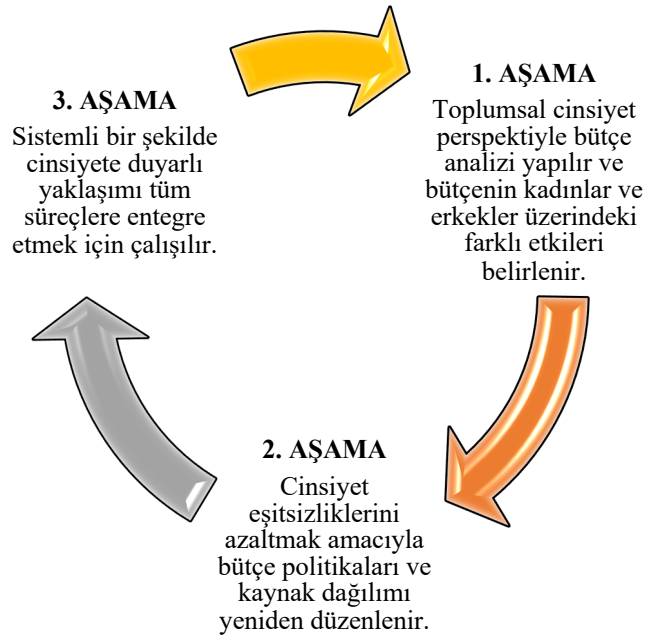 1. AŞAMA
Toplumsal cinsiyet
perspektiyle bütçe
analizi yapılır ve
bütçenin kadınlar ve
erkekler üzerindeki
farklı etkileri
belirlenir.
2. AŞAMA
Cinsiyet
eşitsizliklerini
azaltmak amacıyla
bütçe politikaları ve
kaynak dağılımı
yeniden düzenlenir.
3. AŞAMA
Sistemli bir şekilde
cinsiyete duyarlı
yaklaşımı tüm
süreçlere entegre
etmek için çalışılır.